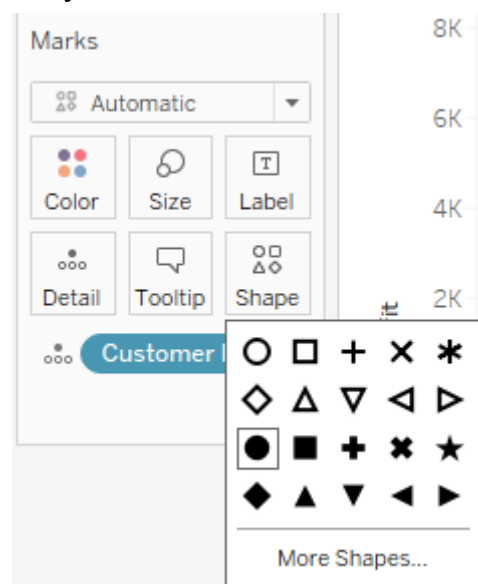 Marks
8K
Automatic
6K
Color Size Label
4K
Detail Tooltip Shape
2K
Customer
More Shapes...